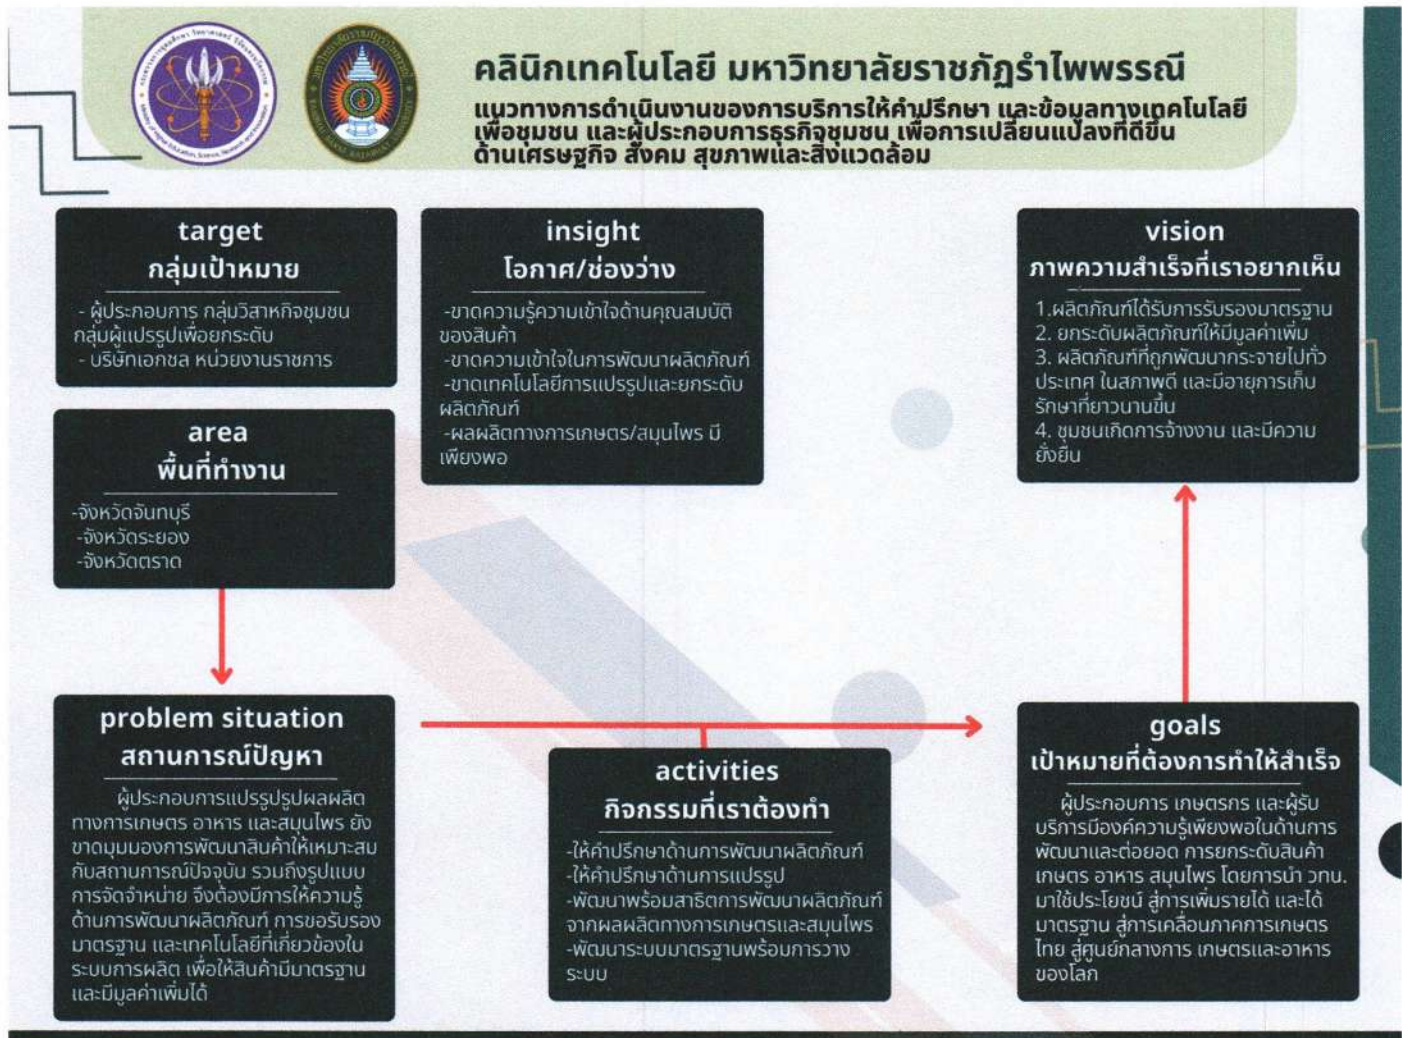 คลินิกเทคโนโลยี มหาวิทยาลัยราชภัฏรำไพพรรณี
แนวทางการดำเนินงานของการบริการให้คำปรึกษา และข้อมูลทางเทคโนโลยี
เพื่อชุมชน และผู้ประกอบการธุรกิจชุมชน เพื่อการเปลี่ยนแปลงที่ดีขึ้น
ด้านเศรษฐกิจ สังคม สุขภาพและสิ่งแวดล้อม
target
กลุ่มเป้าหมาย
- ผู้ประกอบการ กลุ่มวิสาหกิจชุมชน
กลุ่มผู้แปรรูปเพื่อยกระดับ
- บริษัทเอกชล หน่วยงานราชการ
area
พื้นที่ทำงาน
-จังหวัดจันทบุรี
-จังหวัดระยอง
-จังหวัดตราด
insight
โอกาส/ช่องว่าง
-ขาดความรู้ความเข้าใจด้านคุณสมบัติ
ของสินค้า
-ขาดความเข้าใจในการพัฒนาผลิตภัณฑ์
-ขาดเทคโนโลยีการแปรรูปและยกระดับ
ผลิตภัณฑ์
-ผลผลิตทางการเกษตร/สมุนไพร มี
เพียงพอ
vision
ภาพความสำเร็จที่เราอยากเห็น
1.ผลิตภัณฑ์ได้รับการรับรองมาตรฐาน
2. ยกระดับผลิตภัณฑ์ให้มีมูลค่าเพิ่ม
3. ผลิตภัณฑ์ที่ถูกพัฒนากระจายไปทั่ว
ประเทศ ในสภาพดี และมีอายุการเก็บ
รักษาที่ยาวนานขึ้น
4. ชุมชนเกิดการจ้างงาน และมีความ
ยั่งยืน
problem situation
สถานการณ์ปัญหา
ผู้ประกอบการแปรรูปรูปผลผลิต
ทางการเกษตร อาหาร และสมุนไพร ยัง
ขาดมุมมองการพัฒนาสินค้าให้เหมาะสม
กับสถานการณ์ปัจจุบัน รวมถึงรูปแบบ
การจัดจำหน่าย จึงต้องมีการให้ความรู้
ด้านการพัฒนาผลิตภัณฑ์ การขอรับรอง
มาตรฐาน และเทคโนโลยีที่เกี่ยวข้องใน
ระบบการผลิต เพื่อให้สินค้ามีมาตรฐาน
และมีมูลค่าเพิ่มได้
activities
กิจกรรมที่เราต้องทำ
-ให้คำปรึกษาด้านการพัฒนาผลิตภัณฑ์
-ให้คำปรึกษาด้านการแปรรูป
-พัฒนาพร้อมสาธิตการพัฒนาผลิตภัณฑ์
จากผลผลิตทางการเกษตรและสมุนไพร
-พัฒนาระบบมาตรฐานพร้อมการวาง
ระบบ
goals
เป้าหมายที่ต้องการทำให้สำเร็จ
ผู้ประกอบการ เกษตรกร และผู้รับ
บริการมีองค์ความรู้เพียงพอในด้านการ
พัฒนาและต่อยอด การยกระดับสินค้า
เกษตร อาหาร สมุนไพร โดยการนำ วทน.
มาใช้ประโยชน์ สู่การเพิ่มรายได้ และได้
มาตรฐาน สู่การเคลื่อนภาคการเกษตร
ไทย สู่ศูนย์กลางการ เกษตรและอาหาร
ของโลก